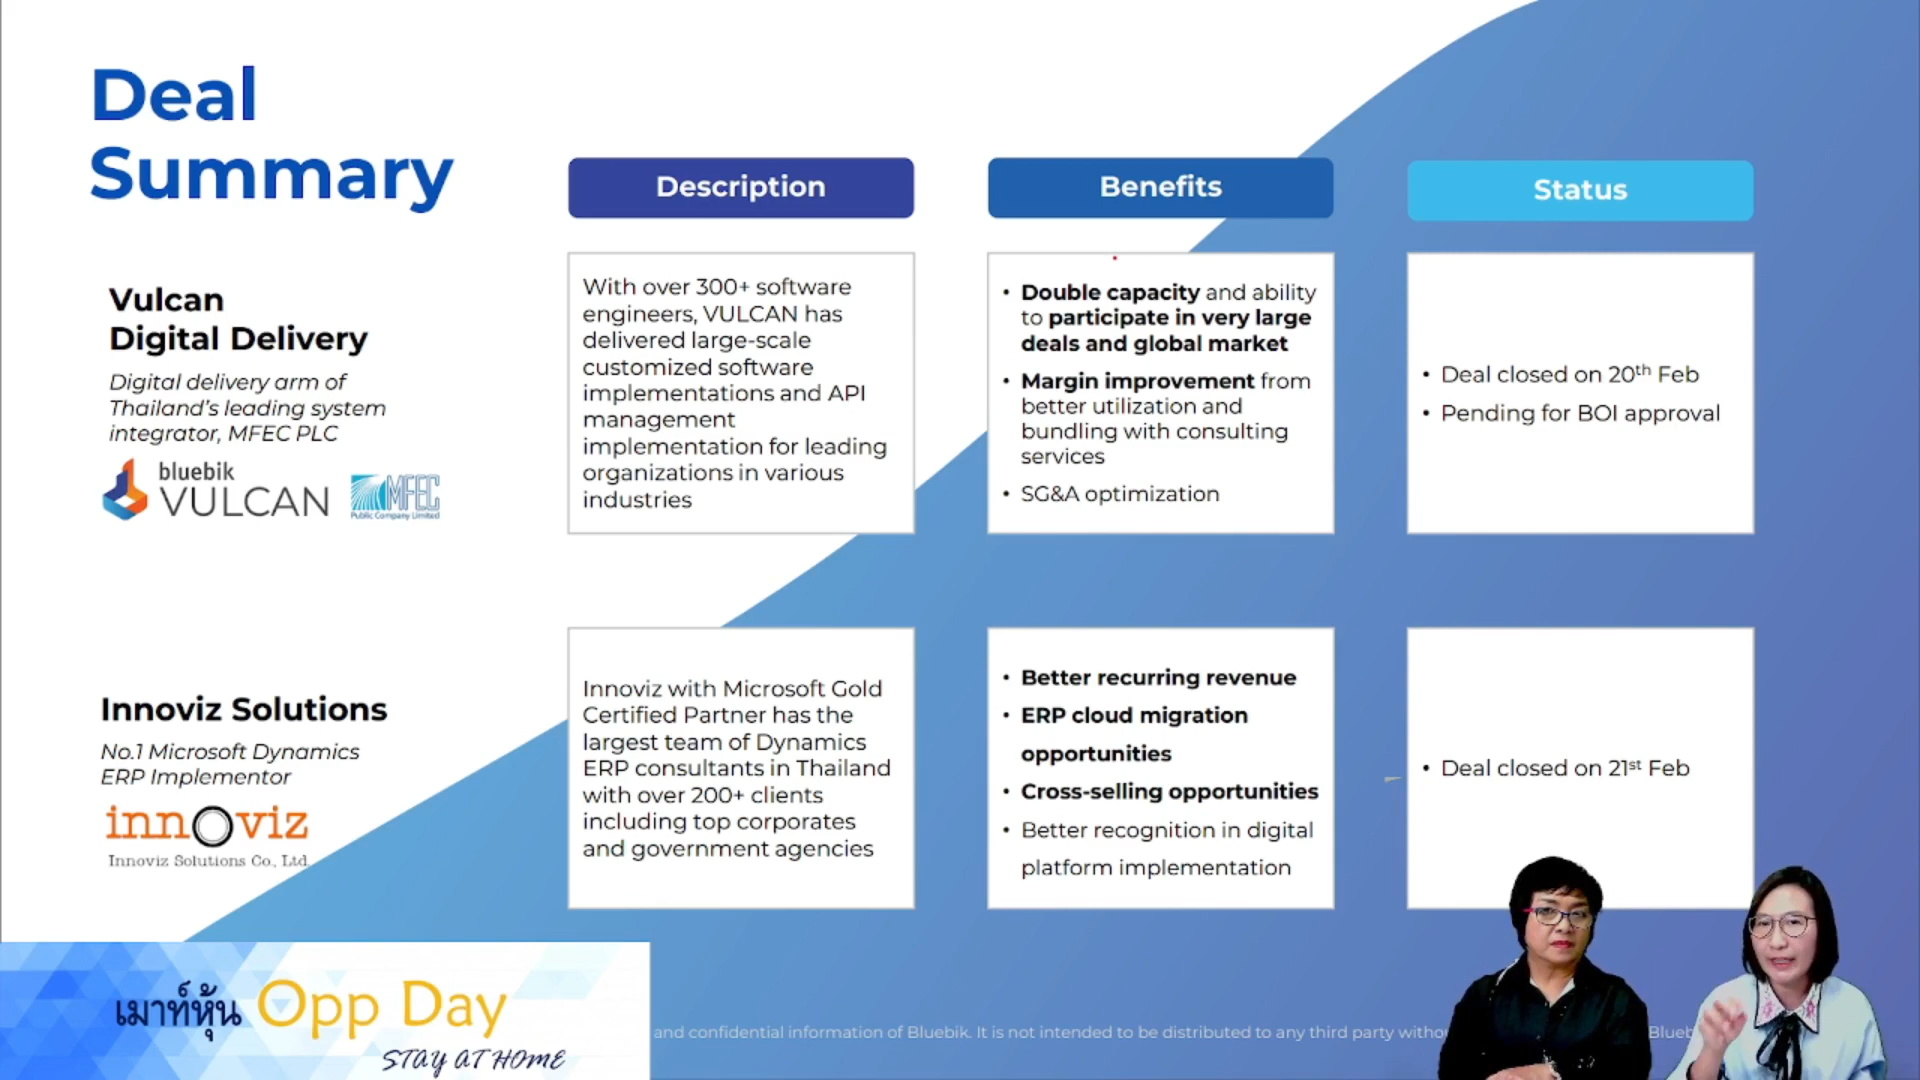 Deal
Summary
Description
Benefits
Status
Vulcan
Digital Delivery
Digital delivery arm of
Thailand's leading system
integrator, MFEC PLC
bluebik
VULCAN
MFEC
Public Company Limited
With over 300+ software
engineers, VULCAN has
delivered large-scale
customized software
implementations and API
management
implementation for leading
organizations in various
industries
• Double capacity and ability
to participate in very large
deals and global market
• Margin improvement from
better utilization and
bundling with consulting
services
• SG&A optimization
• Deal closed on 20th Feb
• Pending for BOI approval
Innoviz Solutions
No.1 Microsoft Dynamics
ERP Implementor
innoviz
Innoviz Solutions Co., Ltd.
Innoviz with Microsoft Gold
Certified Partner has the
largest team of Dynamics
ERP consultants in Thailand
with over 200+ clients
including top corporates
and government agencies
• Better recurring revenue
• ERP cloud migration
opportunities
• Cross-selling opportunities
• Better recognition in digital
platform implementation
• Deal closed on 21st Feb
เมาท์หุ้น Opp Day
STAY AT HOME
and confidential information of Bluebik. It is not intended to be distributed to any third party